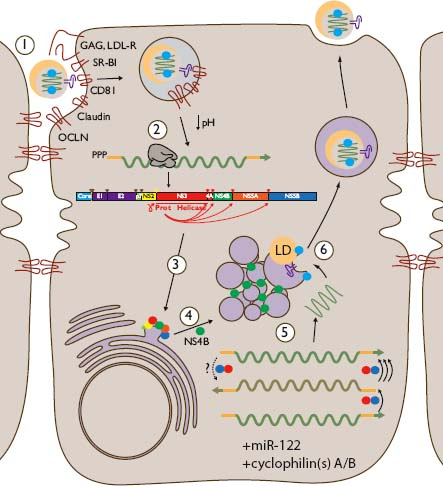 1
GAG, LDL-R
SR-BI
CD81
Claudin
OCLN
↓pH
2
PPP
Core E1 E2 p7 NS2 NS3 4A NS4B NS5A NS5B
Prot Helicase
3
4
NS4B
LD
6
5
?
+miR-122
+cyclophilin(s) A/B